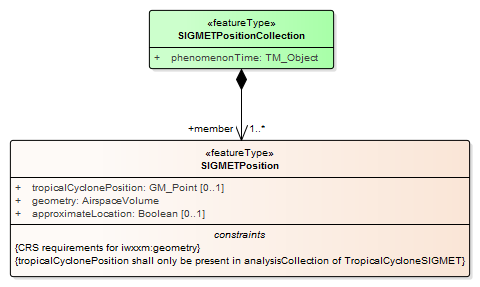 «featureType»
SIGMETPositionCollection
+ phenomenonTime: TM_Object
+member
1..*
«featureType»
SIGMETPosition
+ tropicalCyclonePosition: GM_Point [0..1]
+ geometry: AirspaceVolume
+ approximateLocation: Boolean [0..1]
constraints
{CRS requirements for iwxxm:geometry}
{tropicalCyclonePosition shall only be present in analysisCollection of TropicalCycloneSIGMET}